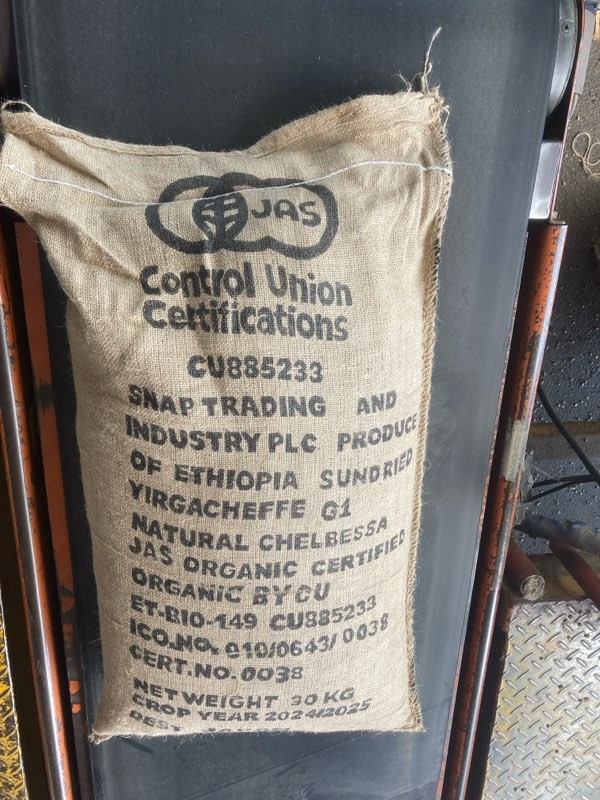 JAS
Control Union
Certifications
CU885233
SNAP TRADING AND
INDUSTRY PLC PRODUCE
OF ETHIOPIA SUNDRIED
YIRGACHEFFE G1
NATURAL CHELBESSA
JAS ORGANIC CERTIFIED
ORGANIC BY CU
ET-BIO-149 CU885233
ICO.NO. 010/0643/0038
CERT.NO.0038
NET WEIGHT 30 KG
CROP YEAR 2024/2025